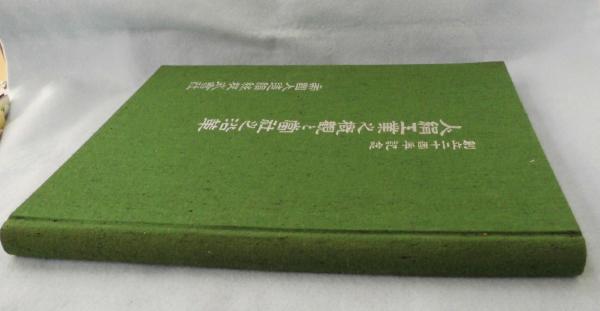 創立二十周年記念
人絹工業之概觀と當社之沿革
帝國人造絹絲株式會社